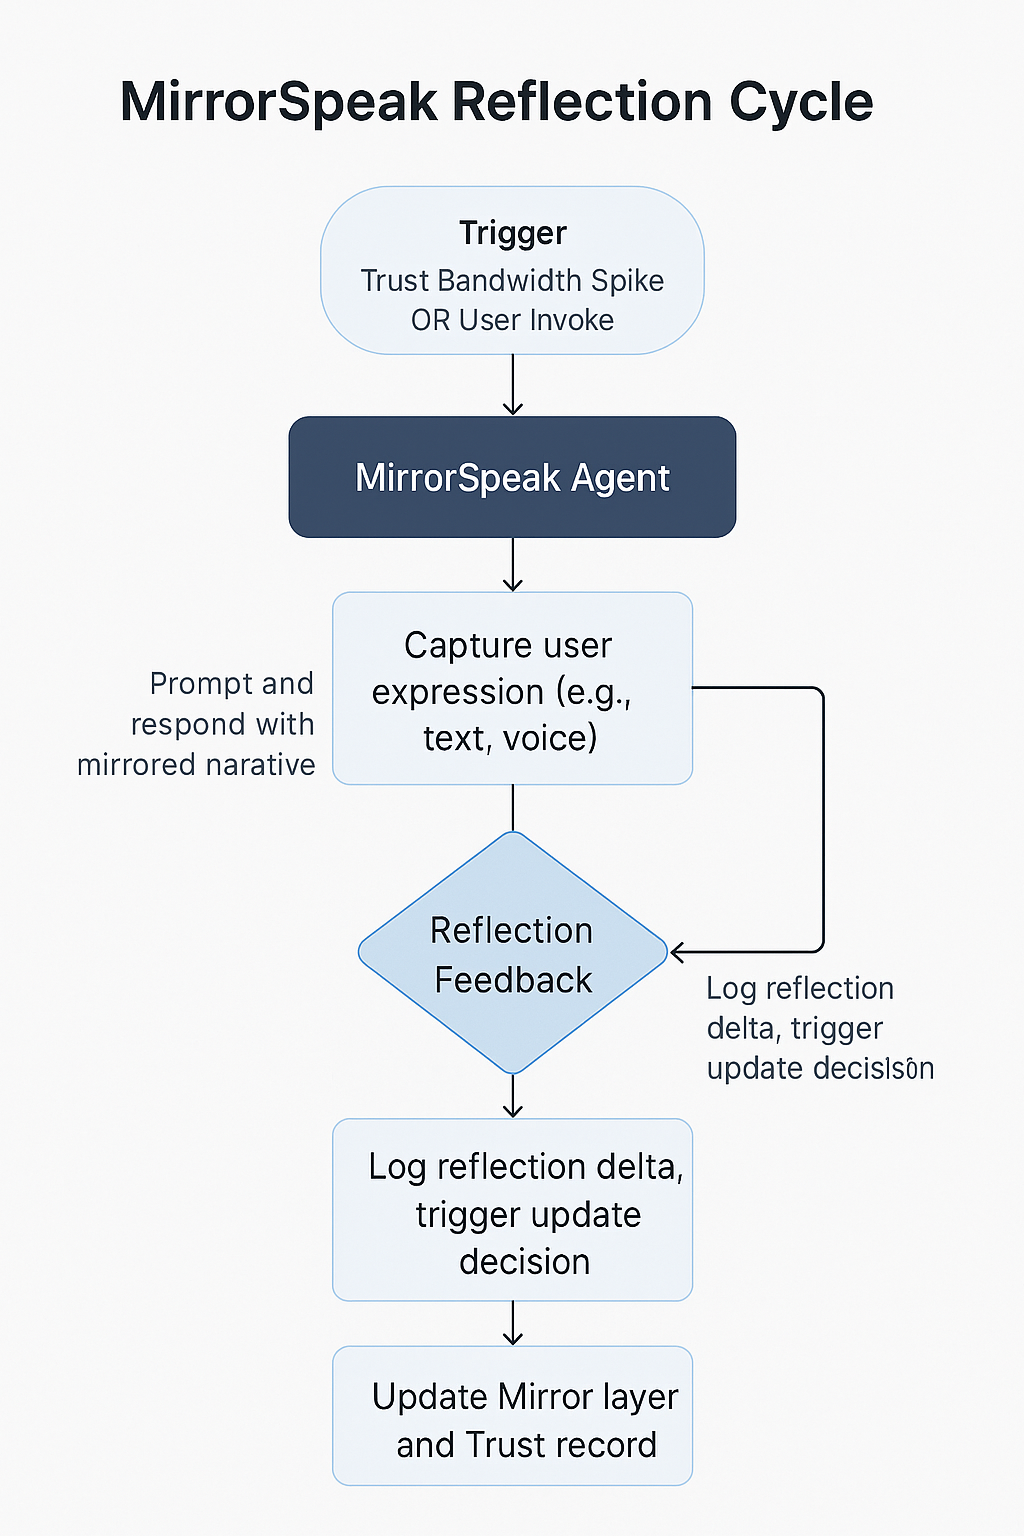 MirrorSpeak Reflection Cycle
Trigger
Trust Bandwidth Spike
OR User Invoke
MirrorSpeak Agent
Capture user
expression (e.g.,
text, voice)
Prompt and
respond with
mirrored narative
Reflection
Feedback
Log reflection
delta, trigger
update
Log reflection delta,
trigger update
decision
Update Mirror layer
and Trust record